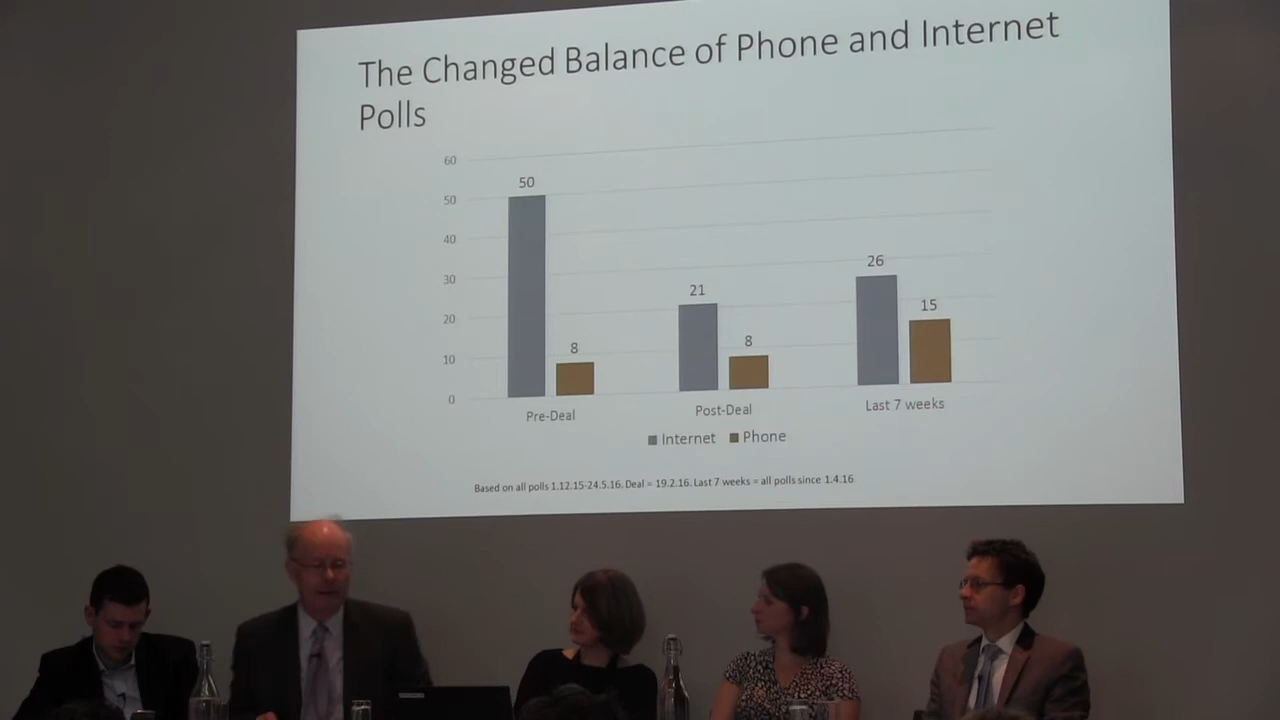 The Changed Balance of Phone and Internet
Polls
60
50
40
30
20
10
0
50
8
21
8
26
15
Pre-Deal
Post-Deal
Last 7 weeks
Internet
Phone
Based on all polls 1.12.15-24.5.16. Deal = 19.2.16. Last 7 weeks = all polls since 1.4.16